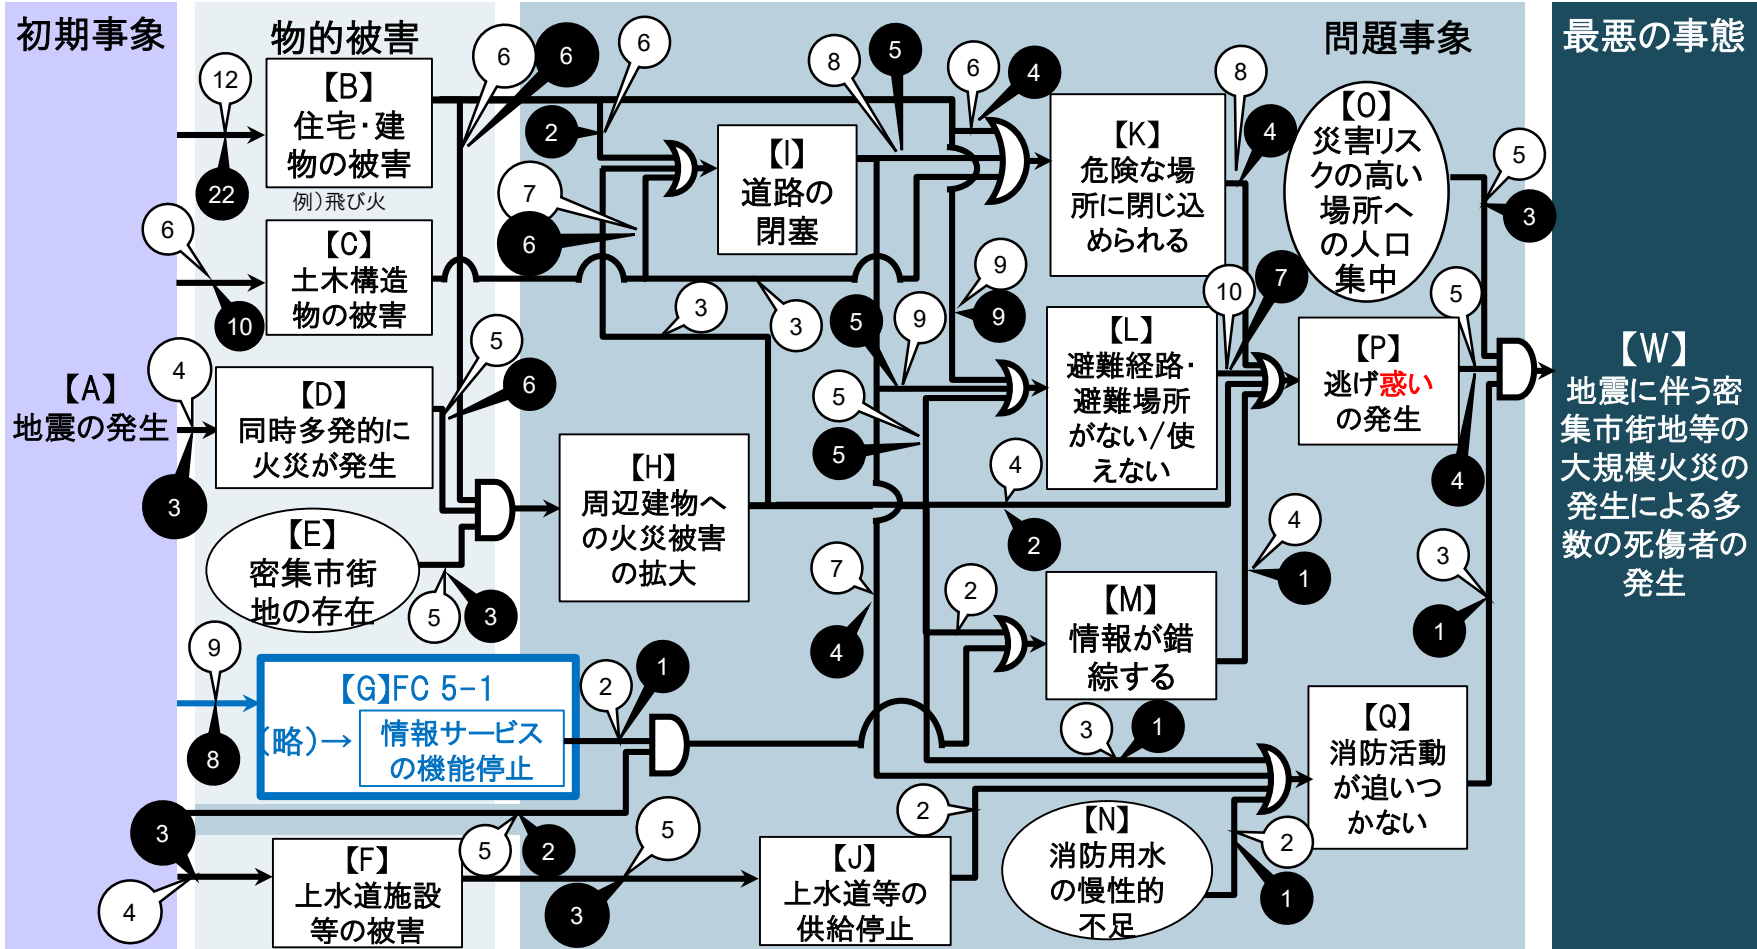 初期事象
物的被害
問題事象
最悪の事態
【A】
地震の発生
【B】
住宅・建
物の被害
例）飛び火
【C】
土木構造
物の被害
【D】
同時多発的に
火災が発生
【E】
密集市街
地の存在
【G】FC 5-1
（略）→
情報サービス
の機能停止
【F】
上水道施設
等の被害
【H】
周辺建物へ
の火災被害
の拡大
【I】
道路の
閉塞
【J】
上水道等の
供給停止
【K】
危険な場
所に閉じ込
められる
【L】
避難経路・
避難場所
がない/使
えない
【M】
情報が錯
綜する
【N】
消防用水
の慢性的
不足
【O】
災害リス
クの高い
場所へ
の人口
集中
【P】
逃げ惑い
の発生
【Q】
消防活動
が追いつ
かない
【W】
地震に伴う密
集市街地等の
大規模火災の
発生による多
数の死傷者の
発生
12
22
6
10
4
3
9
8
3
4
6
6
6
2
7
6
5
6
5
3
2
1
5
2
5
3
8
5
6
4
3
3
9
9
5
9
5
5
4
2
7
4
2
3
1
2
2
1
8
4
10
7
4
1
5
3
5
4
3
1